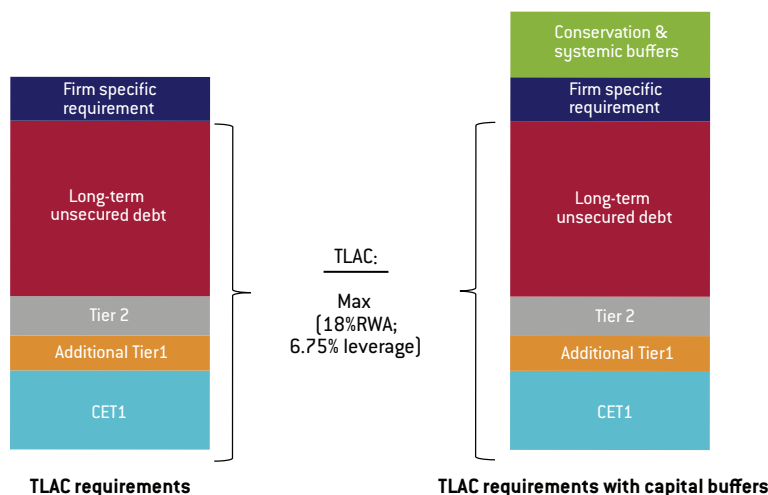 Firm specific
requirement
Long-term
unsecured debt
Tier 2
Additional Tier1
CET1
TLAC requirements
TLAC:
Max
(18%RWA;
6.75% leverage)
Conservation &
systemic buffers
Firm specific
requirement
Long-term
unsecured debt
Tier 2
Additional Tier1
CET1
TLAC requirements with capital buffers